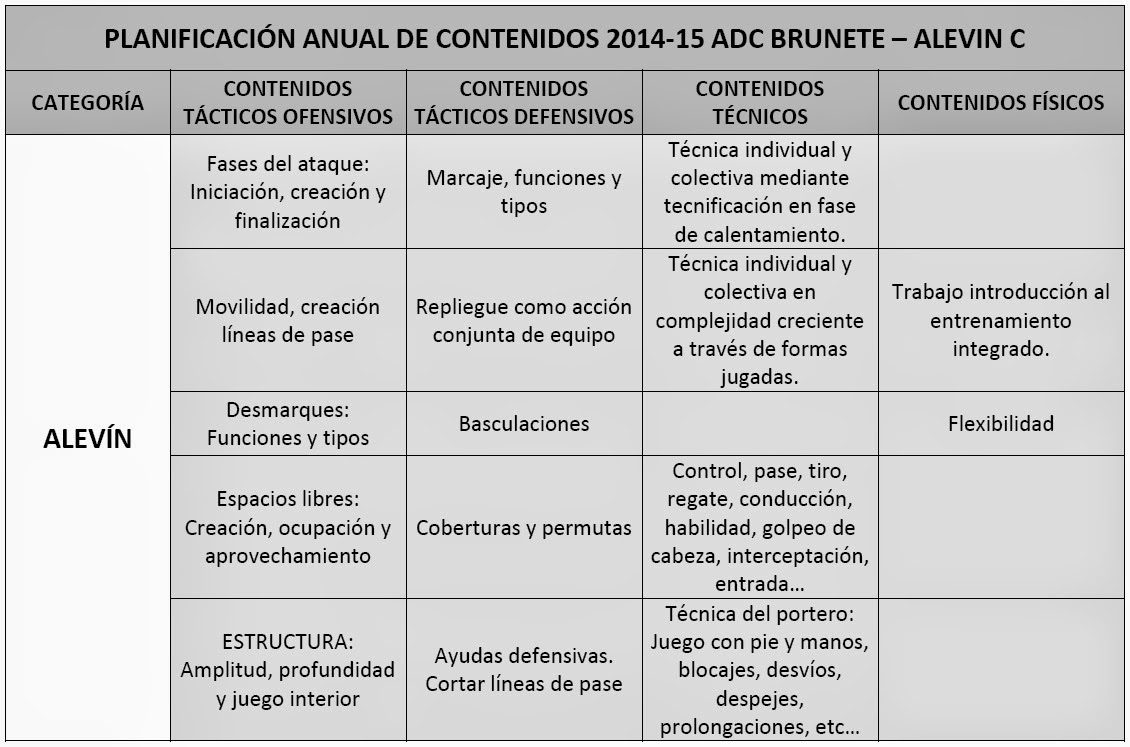 PLANIFICACIÓN ANUAL DE CONTENIDOS 2014-15 ADC BRUNETE – ALEVIN C
CATEGORÍA
CONTENIDOS
TÁCTICOS OFENSIVOS
CONTENIDOS
TÁCTICOS DEFENSIVOS
CONTENIDOS
TÉCNICOS
CONTENIDOS FÍSICOS
ALEVÍN
Fases del ataque:
Iniciación, creación y
finalización
Marcaje, funciones y
tipos
Técnica individual y
colectiva mediante
tecnificación en fase
de calentamiento.
Movilidad, creación
líneas de pase
Repliegue como acción
conjunta de equipo
Técnica individual y
colectiva en
complejidad creciente
a través de formas
jugadas.
Trabajo introducción al
entrenamiento
integrado.
Desmarques:
Funciones y tipos
Basculaciones
Flexibilidad
Espacios libres:
Creación, ocupación y
aprovechamiento
Coberturas y permutas
Control, pase, tiro,
regate, conducción,
habilidad, golpeo de
cabeza, interceptación,
entrada…
ESTRUCTURA:
Amplitud, profundidad
y juego interior
Ayudas defensivas.
Cortar líneas de pase
Técnica del portero:
Juego con pie y manos,
blocajes, desvíos,
despejes,
prolongaciones, etc…